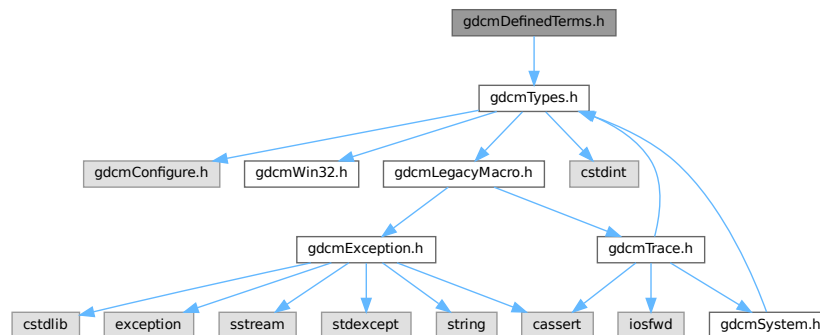 gdcmDefinedTerms.h
gdcmTypes.h
gdcmConfigure.h
gdcmWin32.h
gdcmLegacyMacro.h
cstdint
gdcmException.h
gdcmTrace.h
cstdlib
exception
sstream
stdexcept
string
cassert
iosfwd
gdcmSystem.h